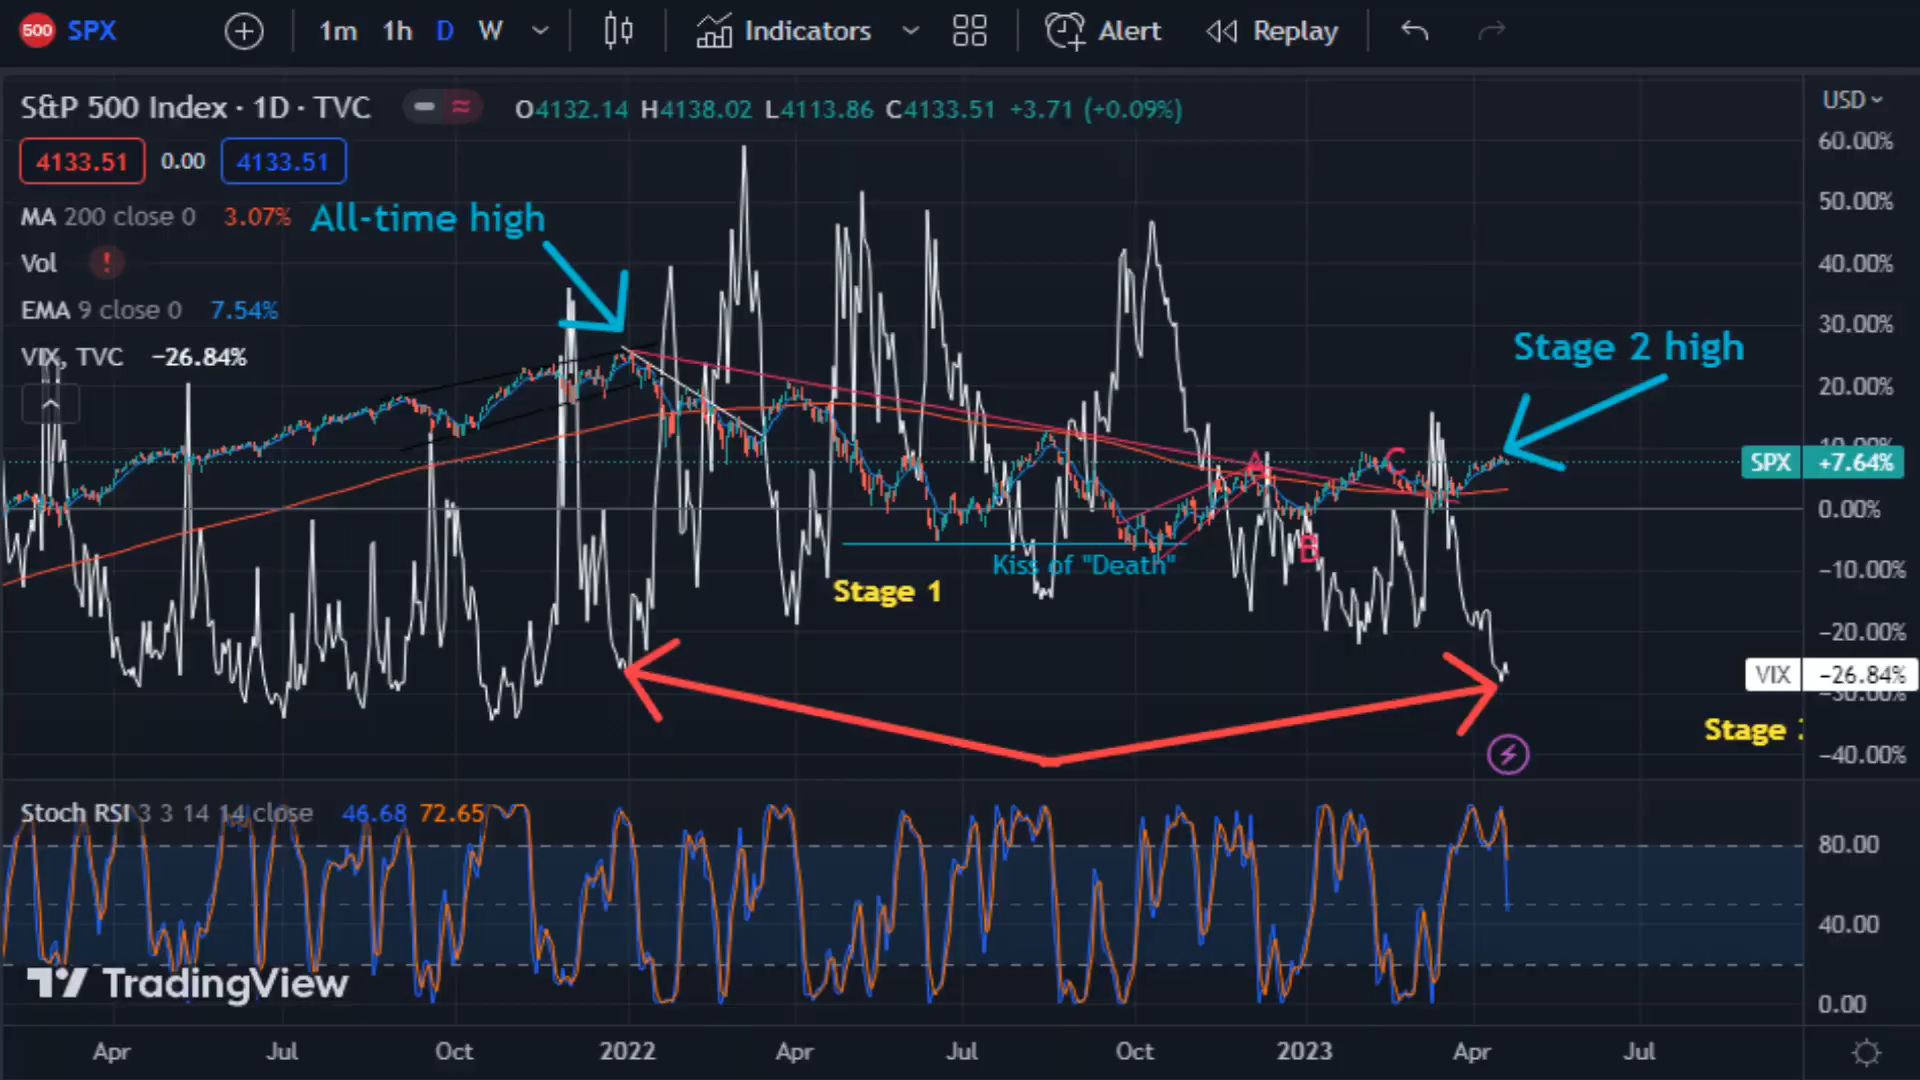 500 SPX 1m 1h D W Indicators Alert Replay
S&P 500 Index · 1D · TVC O4132.14 H4138.02 L4113.86 C4133.51 +3.71 (+0.09%) USD
4133.51 0.00 4133.51
MA 200 close 0 3.07%
Vol !
EMA 9 close 0 7.54%
VIX, TVC −26.84%
All-time high
Stage 2 high
60.00%
50.00%
40.00%
30.00%
20.00%
10.00%
SPX +7.64%
0.00%
−10.00%
−20.00%
VIX −26.84%
−30.00%
−40.00%
A
C
B
Kiss of "Death"
Stage 1
Stage
Stoch RSI 3 3 14 14 close 46.68 72.65
80.00
40.00
0.00
TradingView
Apr Jul Oct 2022 Apr Jul Oct 2023 Apr Jul